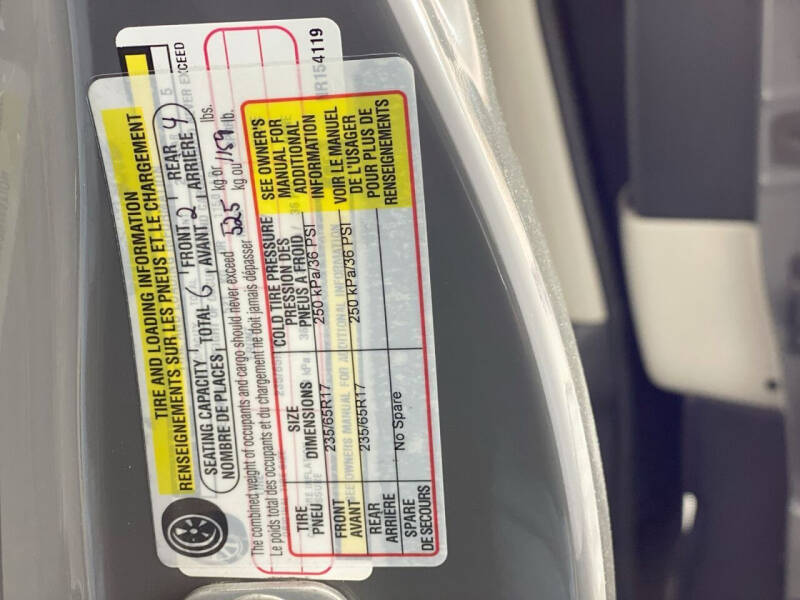 TIRE AND LOADING INFORMATION
RENSEIGNEMENTS SUR LES PNEUS ET LE CHARGEMENT
SEATING CAPACITY TOTAL 6 FRONT 2 REAR 4
NOMBRE DE PLACES AVANT ARRIÈRE
The combined weight of occupants and cargo should never exceed 525 kg or 1159 lbs.
Le poids total des occupants et du chargement ne doit jamais dépasser kg ou lb.
TIRE SIZE COLD TIRE PRESSURE SEE OWNER'S
PNEU DIMENSIONS PRESSION DES MANUAL FOR
PNEUS A FROID ADDITIONAL
FRONT 235/65R17 250 kPa/36 PSI INFORMATION
AVANT
REAR 235/65R17 250 kPa/36 PSI VOIR LE MANUEL
ARRIÈRE DE L'USAGER
SPARE No Spare POUR PLUS DE
DE SECOURS RENSEIGNEMENTS
EXCEED
R154119